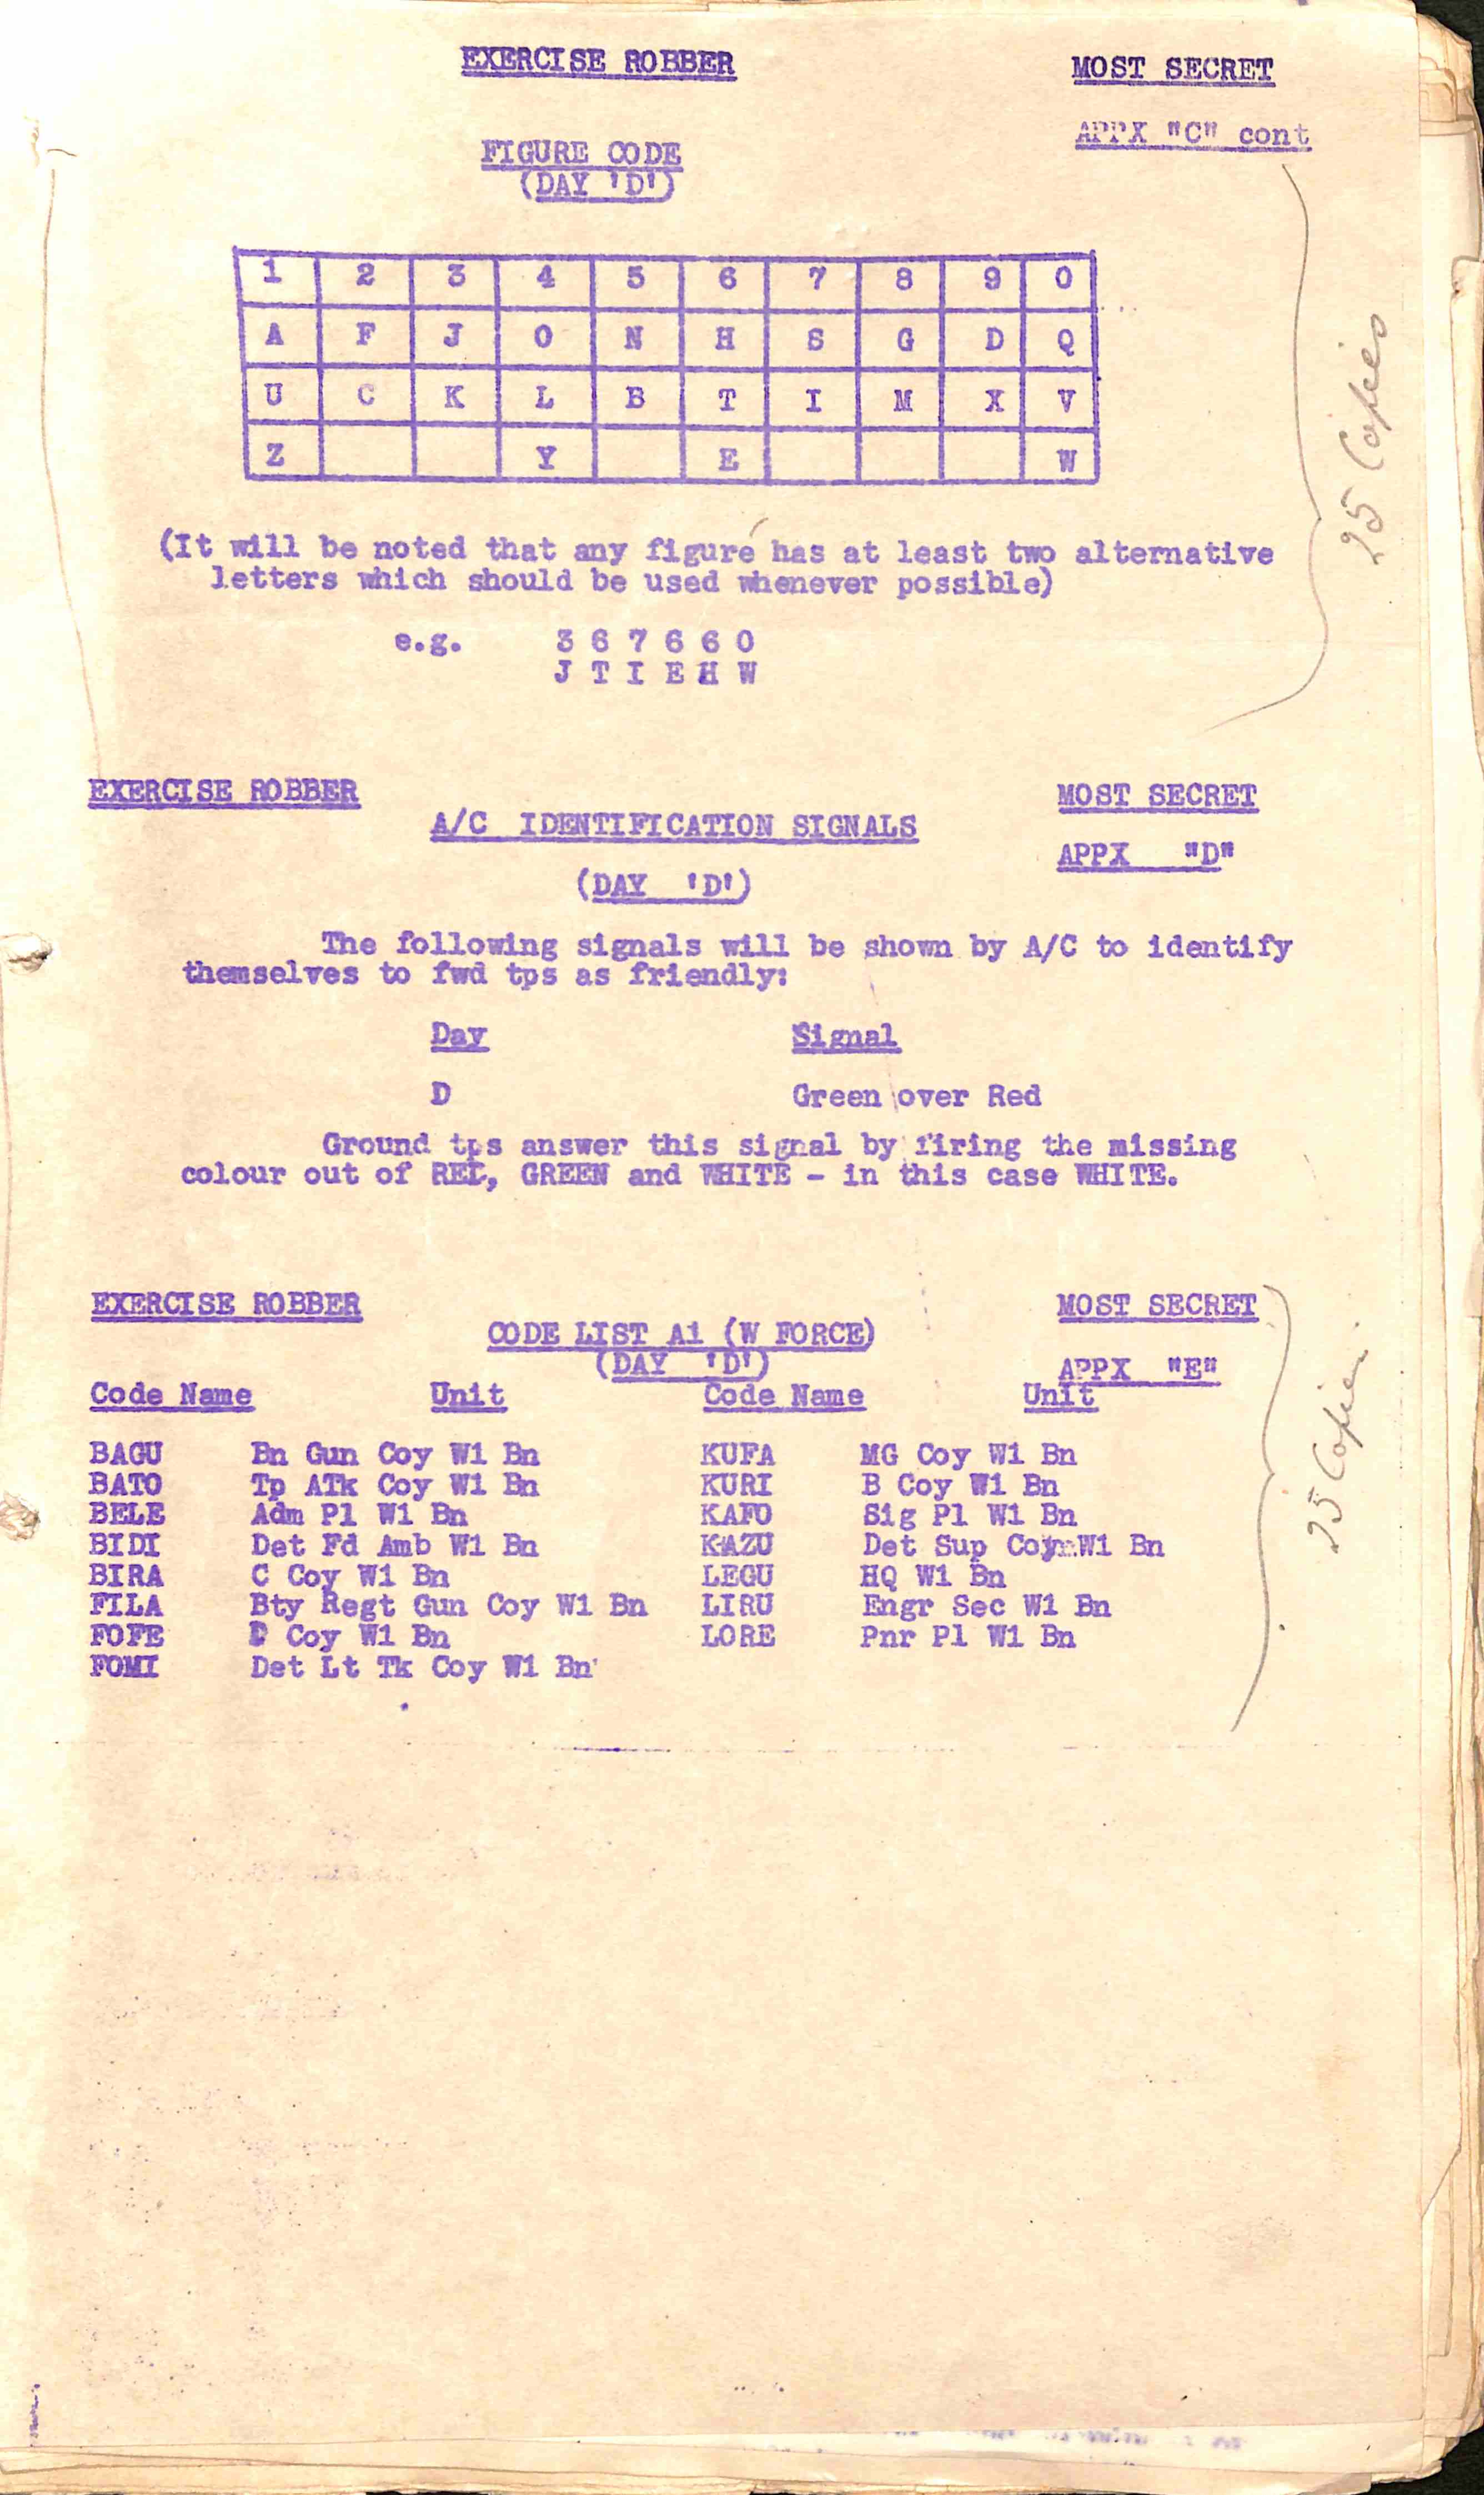 EXERCISE ROBBER
MOST SECRET
APPX "C" cont
FIGURE CODE
(DAY 'D')
1 2 3 4 5 6 7 8 9 0
A F J O N H S G D Q
U C K L B T I M X V
Z Y E W
(It will be noted that any figure has at least two alternative
letters which should be used whenever possible)
e.g. 3 6 7 6 6 0
J T I E H W
25 Copies
EXERCISE ROBBER
MOST SECRET
A/C IDENTIFICATION SIGNALS
APPX "D"
(DAY 'D')
The following signals will be shown by A/C to identify
themselves to fwd tps as friendly:
Day Signal
D Green over Red
Ground tps answer this signal by firing the missing
colour out of RED, GREEN and WHITE - in this case WHITE.
EXERCISE ROBBER
MOST SECRET
CODE LIST A1 (W FORCE)
(DAY 'D')
APPX "E"
Code Name Unit Code Name Unit
BAGU Bn Gun Coy W1 Bn KUFA MG Coy W1 Bn
BATO Tp ATk Coy W1 Bn KURI B Coy W1 Bn
BELE Adm Pl W1 Bn KAFO Sig Pl W1 Bn
BIDI Det Fd Amb W1 Bn KAZU Det Sup Coy W1 Bn
BIRA C Coy W1 Bn LEGU HQ W1 Bn
FILA Bty Regt Gun Coy W1 Bn LIRU Engr Sec W1 Bn
FOFE D Coy W1 Bn LORE Pnr Pl W1 Bn
FOMI Det Lt Tk Coy W1 Bn
25 Copies